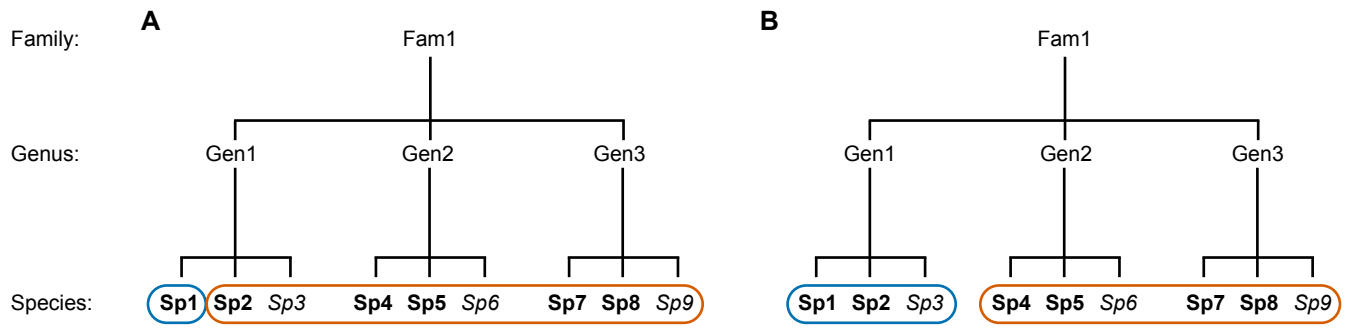 A B
Family: Fam1 Fam1
Genus: Gen1 Gen2 Gen3 Gen1 Gen2 Gen3
Species: Sp1 Sp2 Sp3 Sp4 Sp5 Sp6 Sp7 Sp8 Sp9 Sp1 Sp2 Sp3 Sp4 Sp5 Sp6 Sp7 Sp8 Sp9